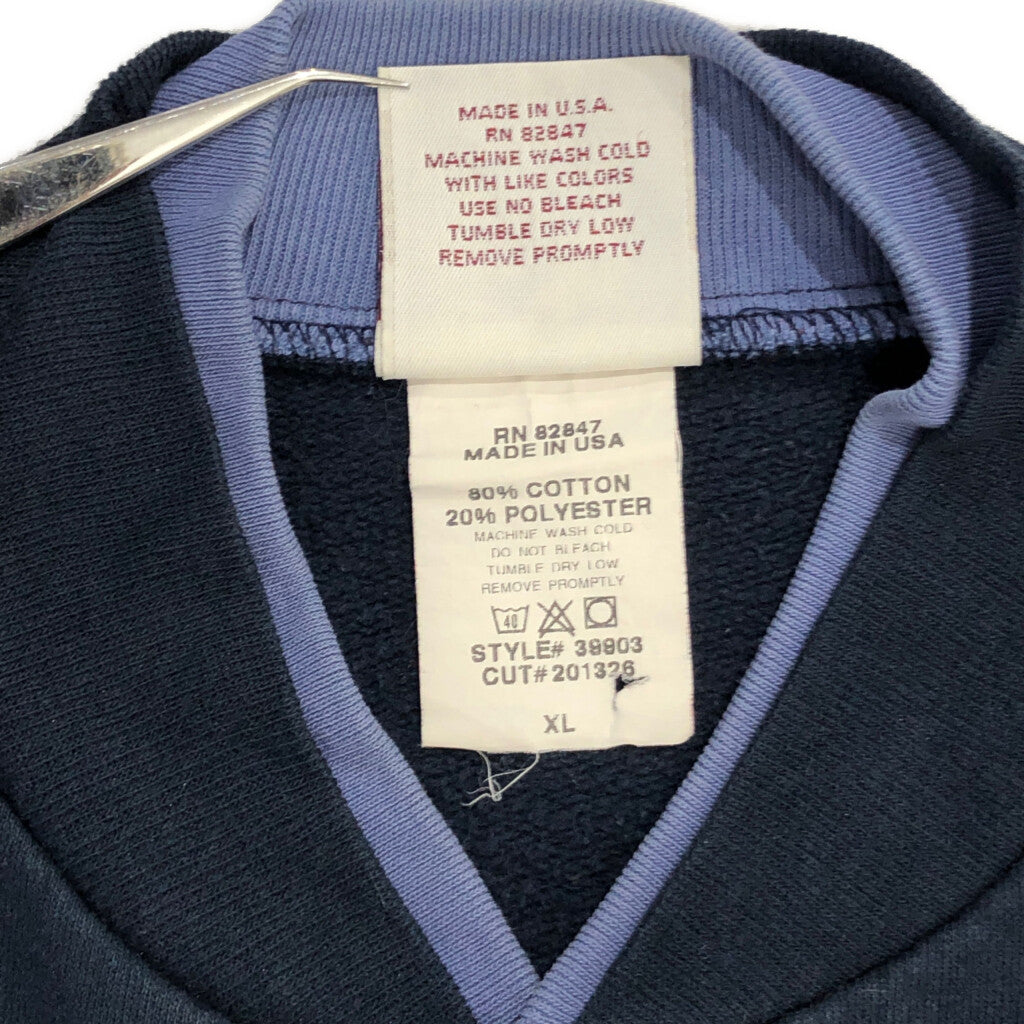 MADE IN U.S.A.
RN 82847
MACHINE WASH COLD
WITH LIKE COLORS
USE NO BLEACH
TUMBLE DRY LOW
REMOVE PROMPTLY
RN 82847
MADE IN USA
80% COTTON
20% POLYESTER
MACHINE WASH COLD
DO NOT BLEACH
TUMBLE DRY LOW
REMOVE PROMPTLY
40
STYLE# 39903
CUT# 201326
XL